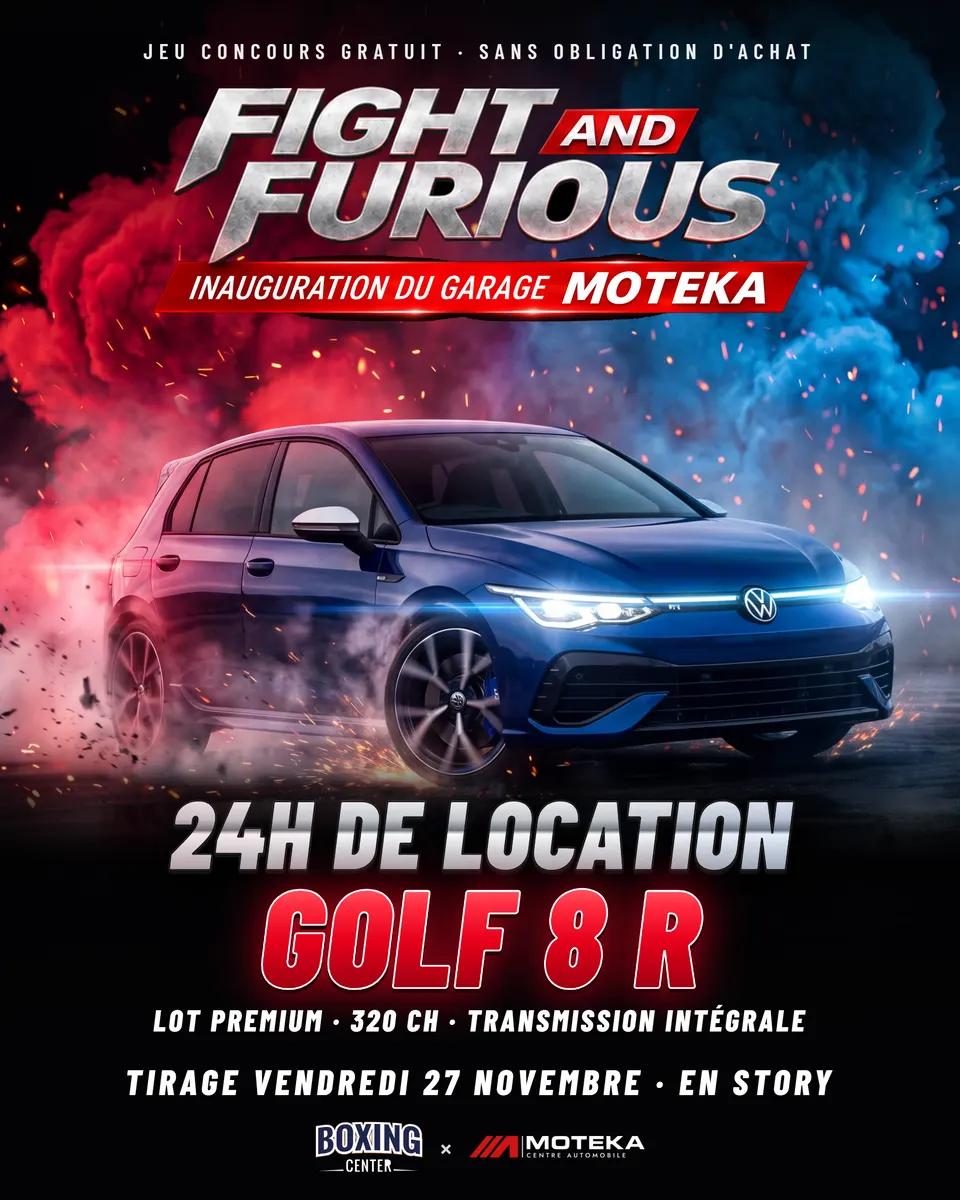 JEU CONCOURS GRATUIT · SANS OBLIGATION D'ACHAT
FIGHT AND
FURIOUS
INAUGURATION DU GARAGE MOTEKA
24H DE LOCATION
GOLF 8 R
LOT PREMIUM · 320 CH · TRANSMISSION INTÉGRALE
TIRAGE VENDREDI 27 NOVEMBRE · EN STORY
BOXING CENTER × MOTEKA
CENTRE AUTOMOBILE